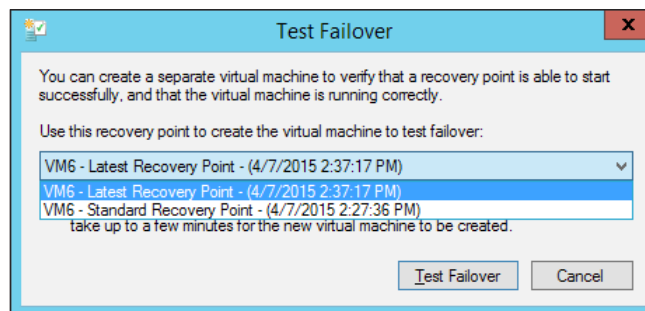 Test Failover
x
You can create a separate virtual machine to verify that a recovery point is able to start
successfully, and that the virtual machine is running correctly.
Use this recovery point to create the virtual machine to test failover:
VM6 - Latest Recovery Point - (4/7/2015 2:37:17 PM)
VM6 - Latest Recovery Point - (4/7/2015 2:37:17 PM)
VM6 - Standard Recovery Point - (4/7/2015 2:27:36 PM)
take up to a few minutes for the new virtual machine to be created.
Test Failover Cancel